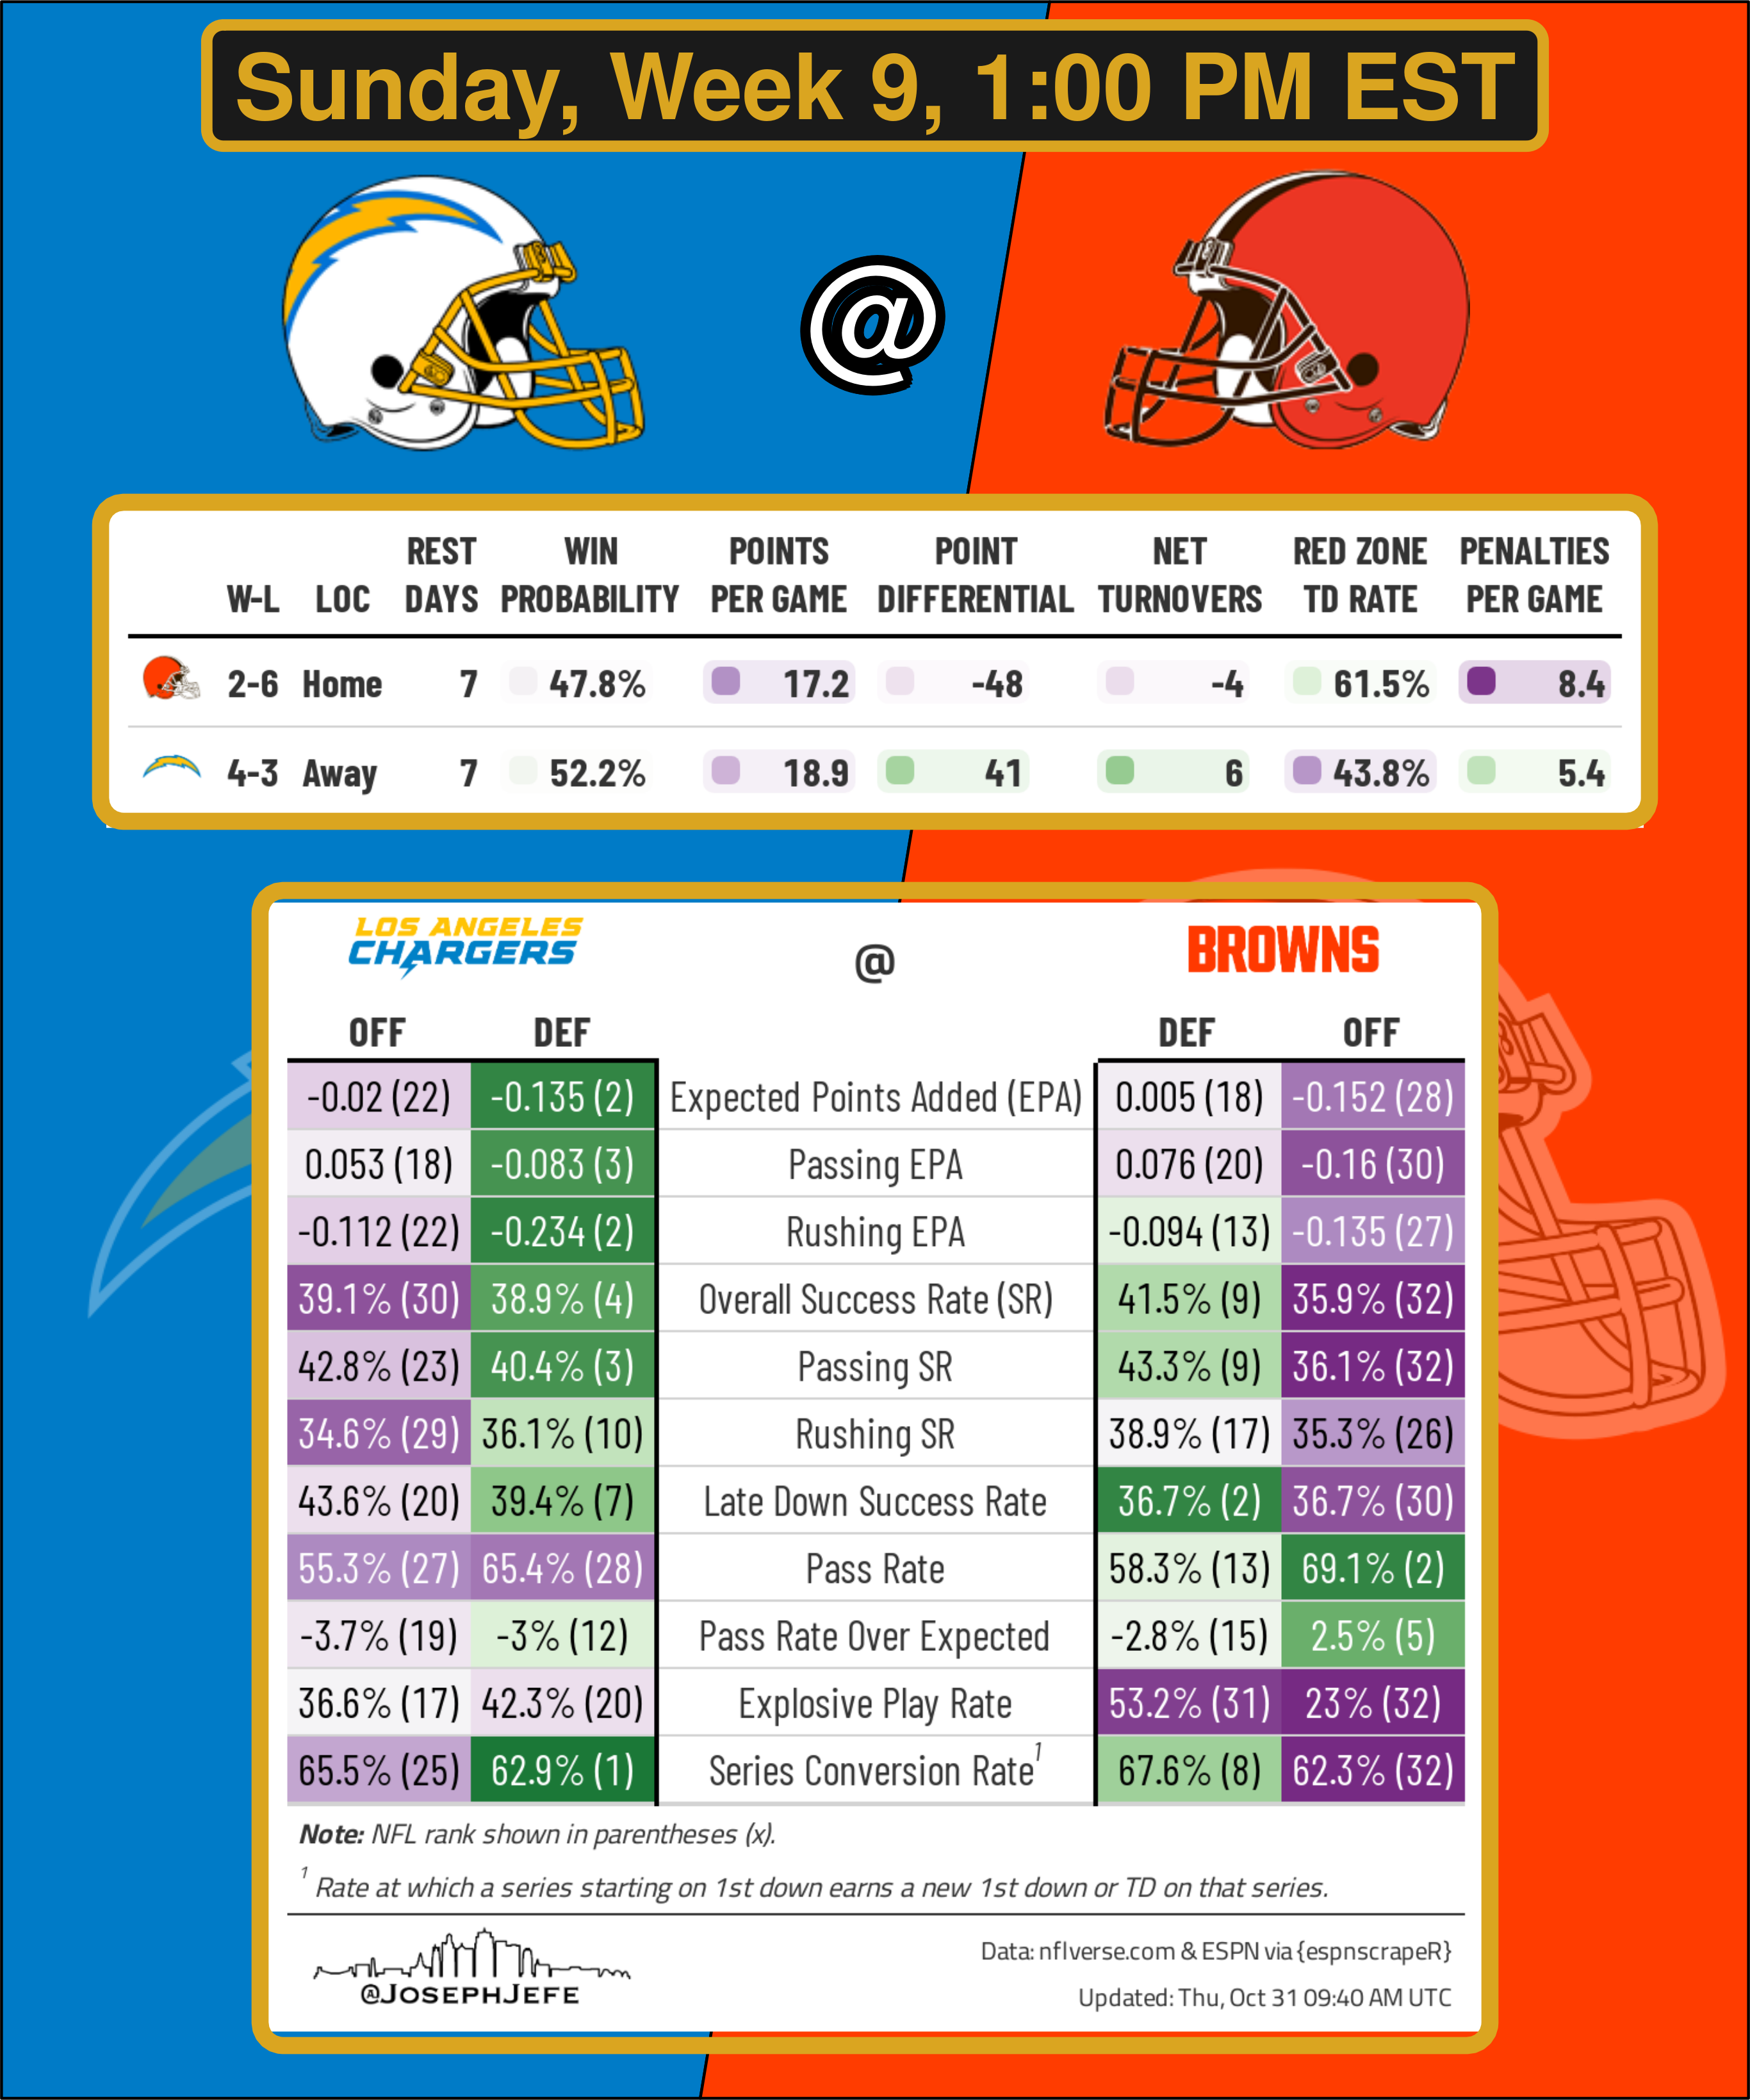 Sunday, Week 9, 1:00 PM EST
@
W-L LOC REST DAYS WIN PROBABILITY POINTS PER GAME POINT DIFFERENTIAL NET TURNOVERS RED ZONE TD RATE PENALTIES PER GAME
2-6 Home 7 47.8% 17.2 -48 -4 61.5% 8.4
4-3 Away 7 52.2% 18.9 41 6 43.8% 5.4
LOS ANGELES
CHARGERS
@
BROWNS
OFF DEF DEF OFF
-0.02 (22) -0.135 (2) Expected Points Added (EPA) 0.005 (18) -0.152 (28)
0.053 (18) -0.083 (3) Passing EPA 0.076 (20) -0.16 (30)
-0.112 (22) -0.234 (2) Rushing EPA -0.094 (13) -0.135 (27)
39.1% (30) 38.9% (4) Overall Success Rate (SR) 41.5% (9) 35.9% (32)
42.8% (23) 40.4% (3) Passing SR 43.3% (9) 36.1% (32)
34.6% (29) 36.1% (10) Rushing SR 38.9% (17) 35.3% (26)
43.6% (20) 39.4% (7) Late Down Success Rate 36.7% (2) 36.7% (30)
55.3% (27) 65.4% (28) Pass Rate 58.3% (13) 69.1% (2)
-3.7% (19) -3% (12) Pass Rate Over Expected -2.8% (15) 2.5% (5)
36.6% (17) 42.3% (20) Explosive Play Rate 53.2% (31) 23% (32)
65.5% (25) 62.9% (1) Series Conversion Rate¹ 67.6% (8) 62.3% (32)
Note: NFL rank shown in parentheses (x).
¹ Rate at which a series starting on 1st down earns a new 1st down or TD on that series.
@JOSEPHJEFE
Data: nflverse.com & ESPN via {espnscrapeR}
Updated: Thu, Oct 31 09:40 AM UTC